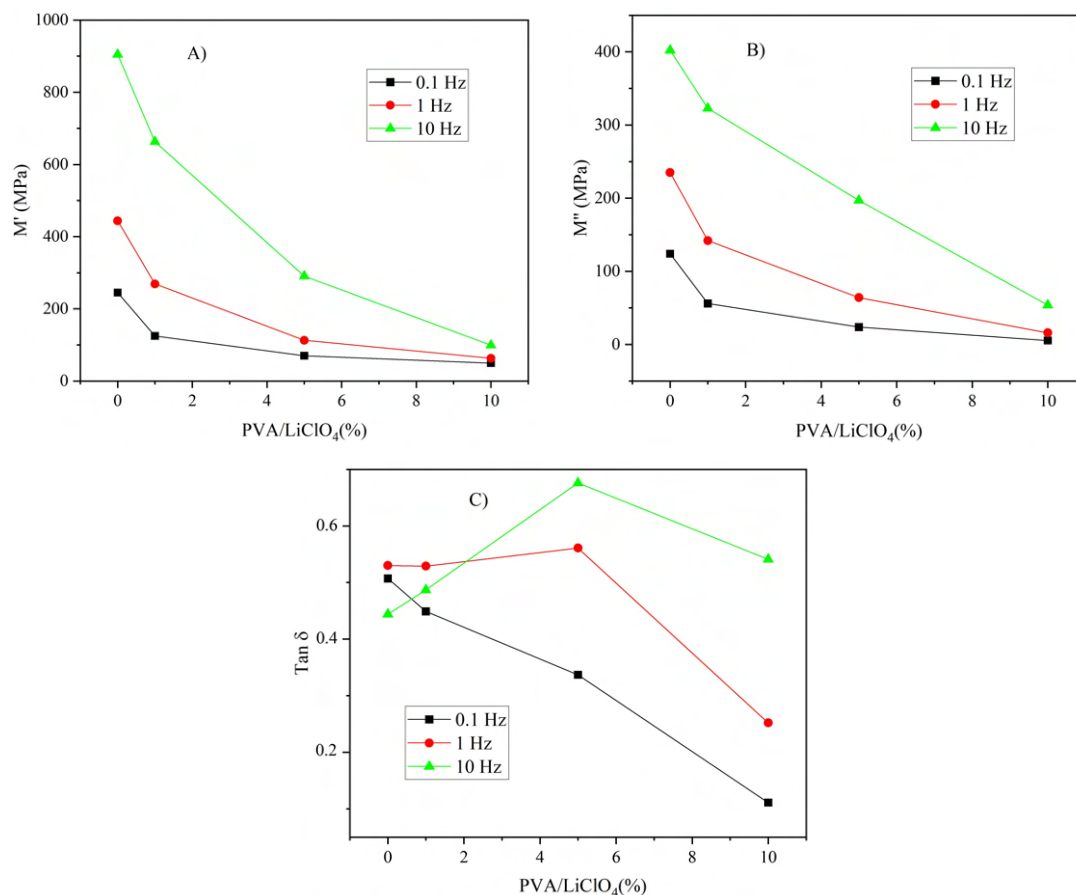 A)
M' (MPa)
1000
800
600
400
200
0
0.1 Hz
1 Hz
10 Hz
0 2 4 6 8 10
PVA/LiClO₄(%)
B)
M'' (MPa)
400
300
200
100
0
0.1 Hz
1 Hz
10 Hz
0 2 4 6 8 10
PVA/LiClO₄(%)
C)
Tan δ
0.6
0.4
0.2
0.1 Hz
1 Hz
10 Hz
0 2 4 6 8 10
PVA/LiClO₄(%)